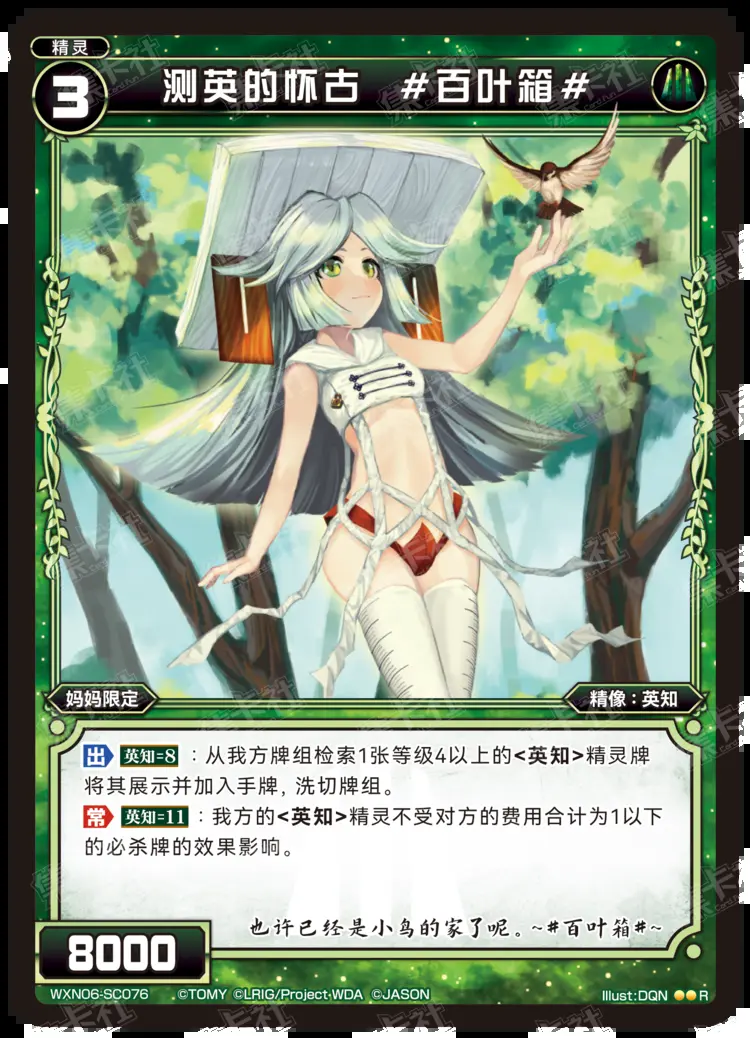 精灵
3
测英的怀古 #百叶箱#
妈妈限定
精像：英知
出 英知=8 ：从我方牌组检索1张等级4以上的<英知>精灵牌
将其展示并加入手牌，洗切牌组。
常 英知=11 ：我方的<英知>精灵不受对方的费用合计为1以下
的必杀牌的效果影响。
也许已经是小鸟的家了呢。~#百叶箱#~
8000
WXN06-SC076 ©TOMY ©LRIG/Project WDA ©JASON
Illust:DQN R
集卡社